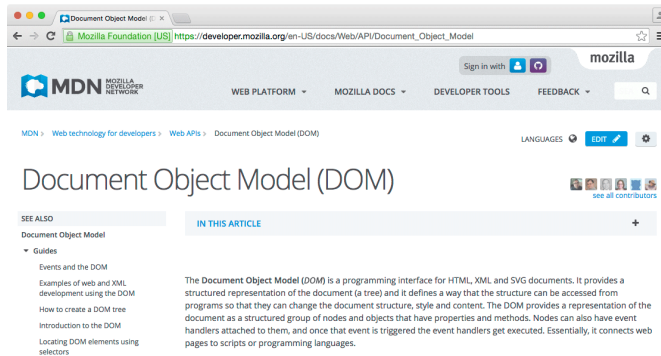 Document Object Model (D
Mozilla Foundation [US] https://developer.mozilla.org/en-US/docs/Web/API/Document_Object_Model
mozilla
Sign in with
MDN MOZILLA DEVELOPER NETWORK
WEB PLATFORM
MOZILLA DOCS
DEVELOPER TOOLS
FEEDBACK
MDN
Web technology for developers
Web APIs
Document Object Model (DOM)
LANGUAGES
EDIT
Document Object Model (DOM)
see all contributors
SEE ALSO
Document Object Model
Guides
Events and the DOM
Examples of web and XML
development using the DOM
How to create a DOM tree
Introduction to the DOM
Locating DOM elements using
selectors
IN THIS ARTICLE +
The Document Object Model (DOM) is a programming interface for HTML, XML and SVG documents. It provides a
structured representation of the document (a tree) and it defines a way that the structure can be accessed from
programs so that they can change the document structure, style and content. The DOM provides a representation of the
document as a structured group of nodes and objects that have properties and methods. Nodes can also have event
handlers attached to them, and once that event is triggered the event handlers get executed. Essentially, it connects web
pages to scripts or programming languages.